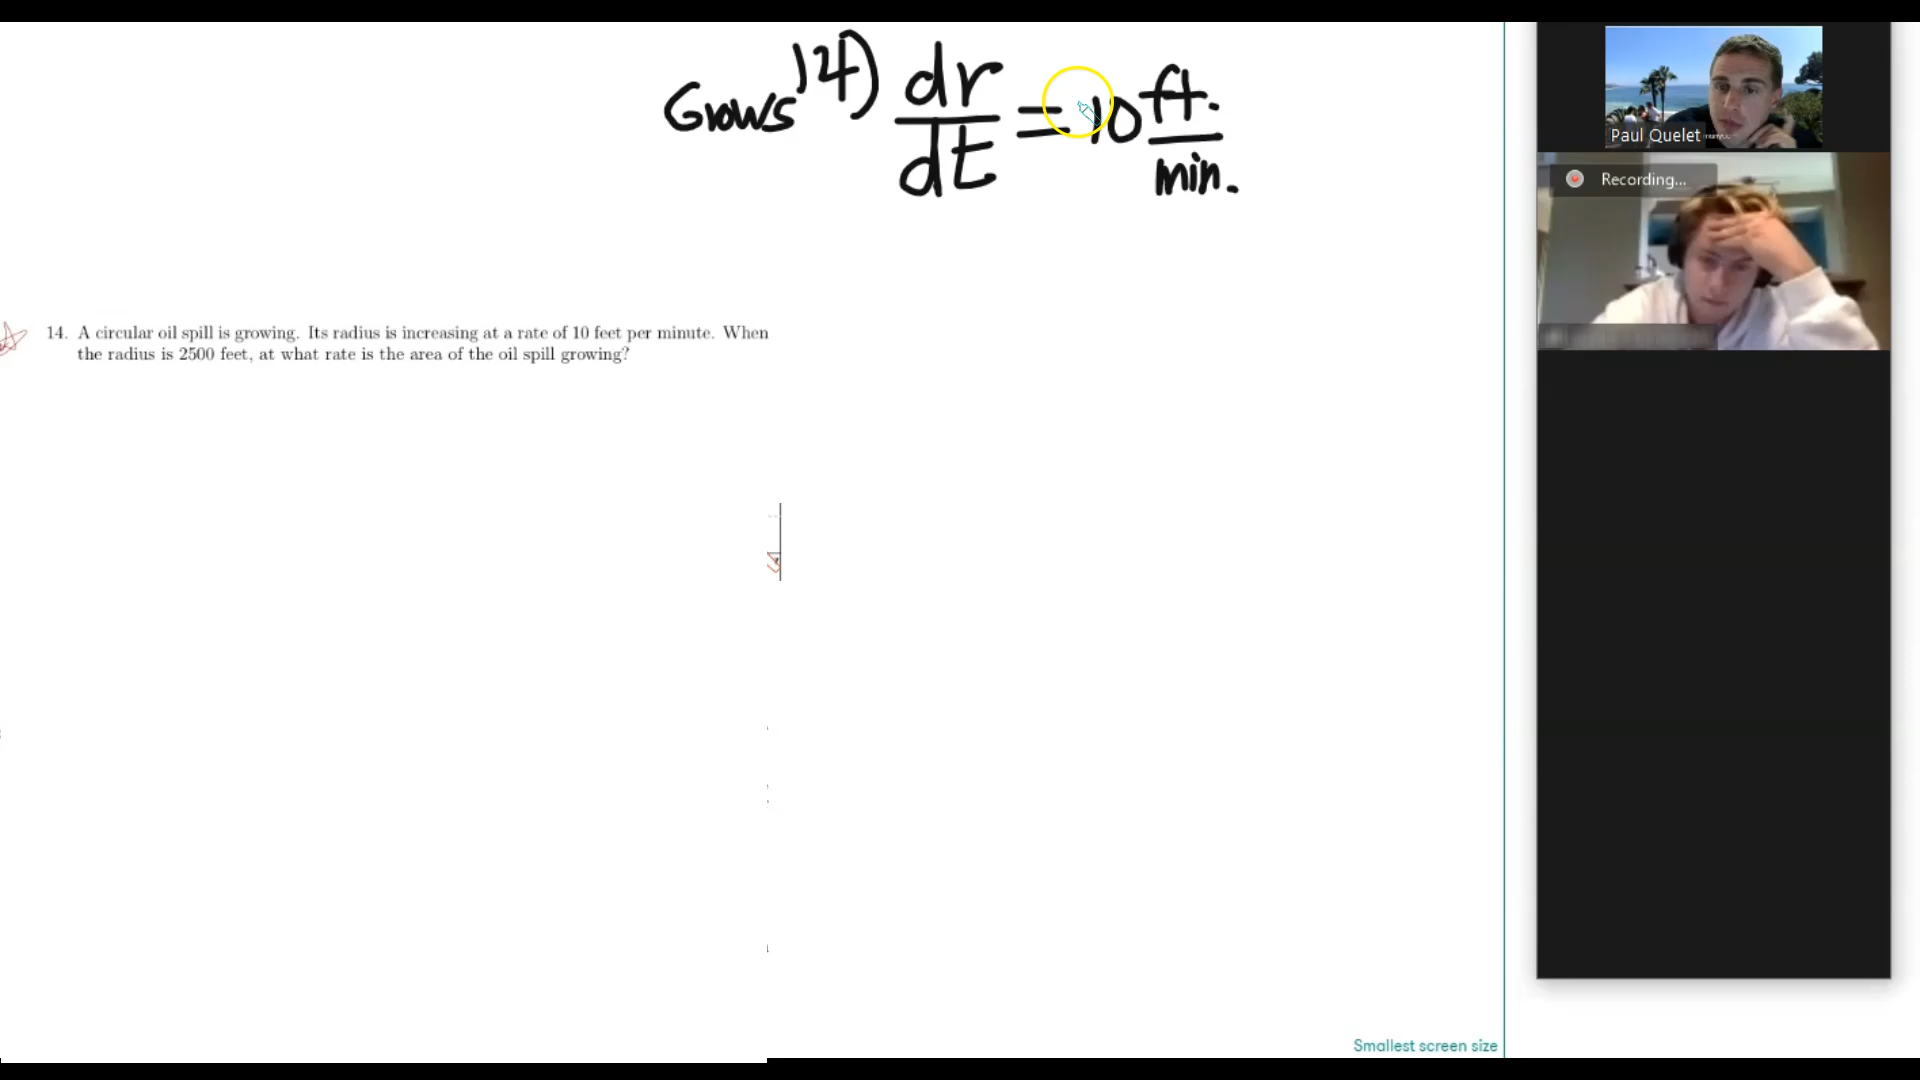 Grows 14) dr/dt = 10 ft./min.
14. A circular oil spill is growing. Its radius is increasing at a rate of 10 feet per minute. When
the radius is 2500 feet, at what rate is the area of the oil spill growing?
Paul Quelet
Recording...
Smallest screen size